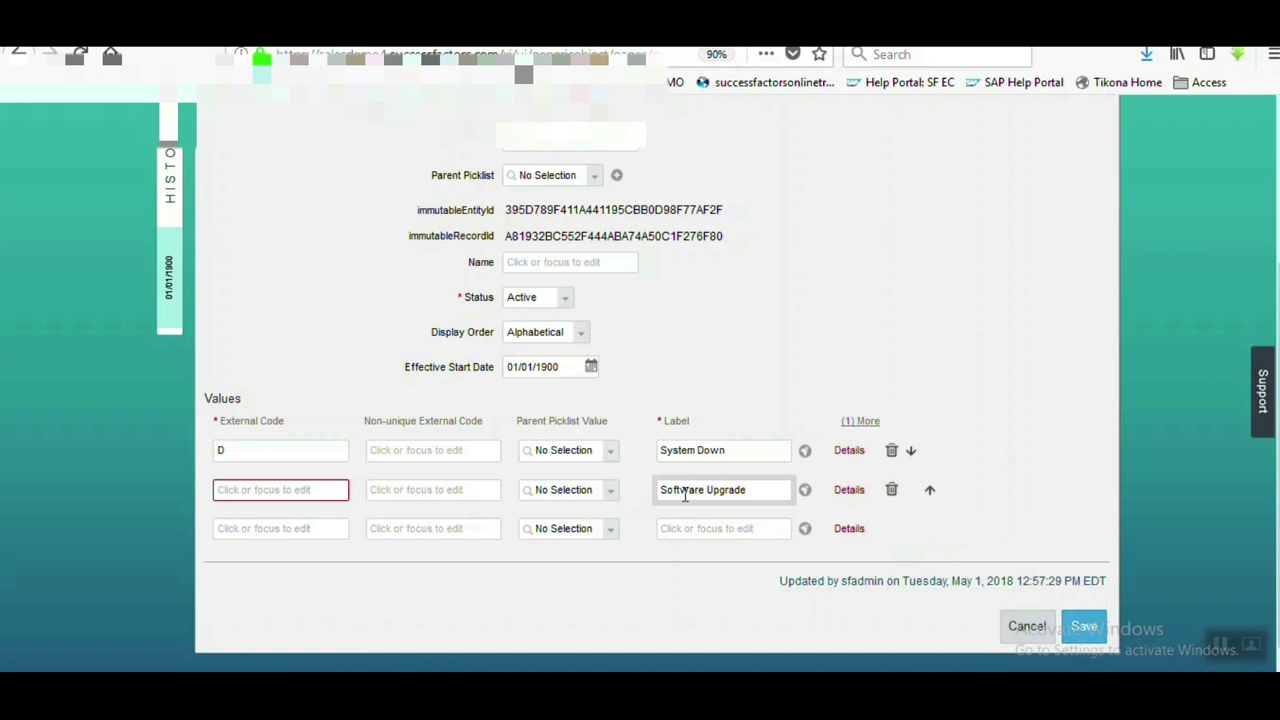 90% ••• Search
MO successfactorsonlinetr... Help Portal: SF EC SAP Help Portal Tikona Home Access
HISTO
Parent Picklist No Selection
immutableEntityId 395D789F411A441195CBB0D98F77AF2F
immutableRecordId A81932BC552F444ABA74A50C1F276F80
Name Click or focus to edit
01/01/1900
* Status Active
Display Order Alphabetical
Effective Start Date 01/01/1900
Support
Values
* External Code Non-unique External Code Parent Picklist Value * Label (1) More
D Click or focus to edit No Selection System Down Details
Click or focus to edit Click or focus to edit No Selection Software Upgrade Details
Click or focus to edit Click or focus to edit No Selection Click or focus to edit Details
Updated by sfadmin on Tuesday, May 1, 2018 12:57:29 PM EDT
Cancel Save
Activate Windows
Go to Settings to activate Windows.